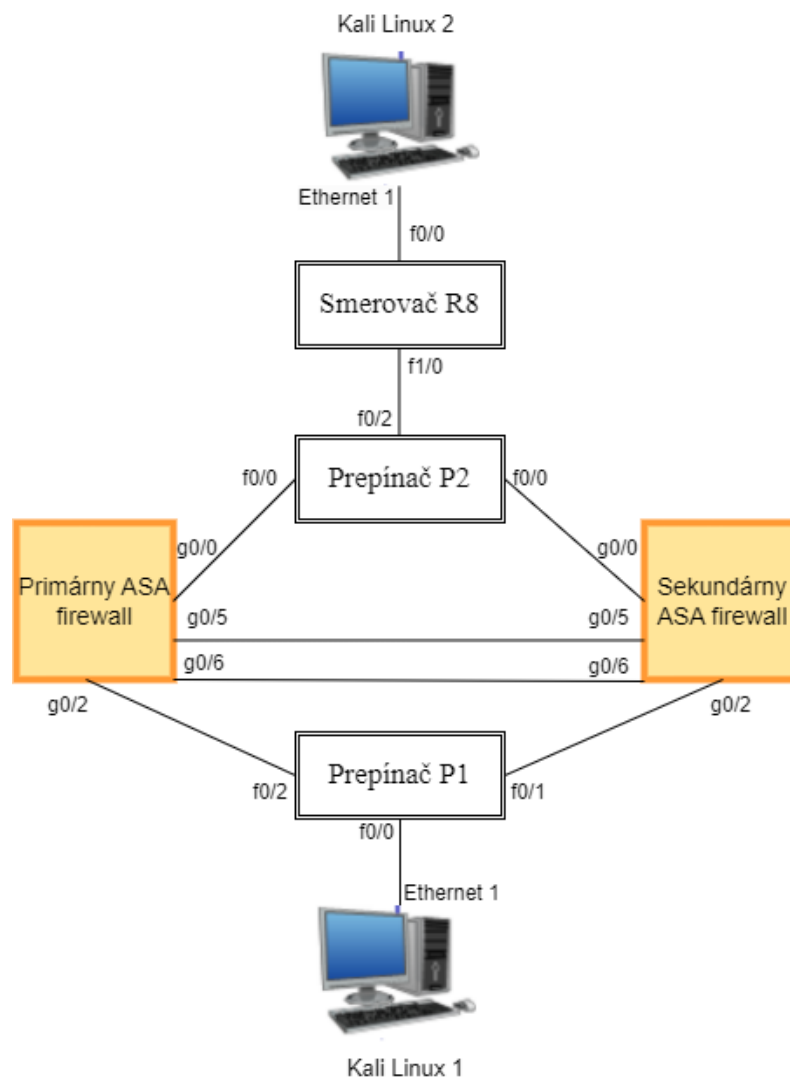 Kali Linux 2
Ethernet 1
f0/0
Smerovač R8
f1/0
f0/2
f0/0
Prepínač P2
f0/0
g0/0
g0/0
Primárny ASA
firewall
Sekundárny
ASA firewall
g0/5
g0/5
g0/6
g0/6
g0/2
g0/2
Prepínač P1
f0/2
f0/1
f0/0
Ethernet 1
Kali Linux 1